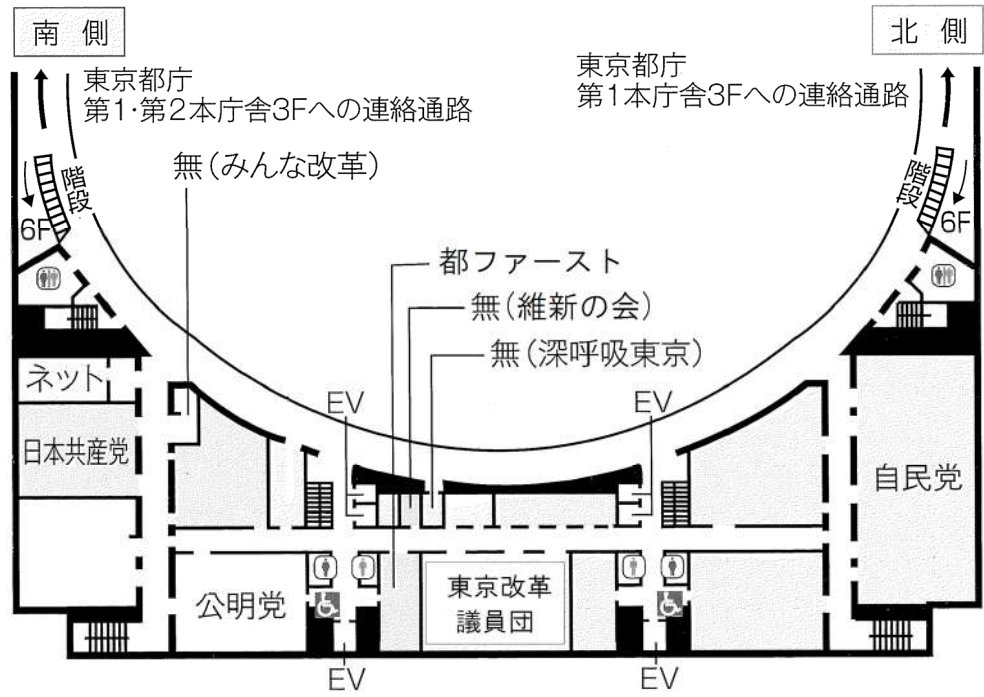 南側
北側
東京都庁
第1・第2本庁舎3Fへの連絡通路
東京都庁
第1本庁舎3Fへの連絡通路
無(みんな改革)
階段
階段
6F
6F
都ファースト
無(維新の会)
無(深呼吸東京)
EV
EV
ネット
日本共産党
自民党
公明党
東京改革
議員団
EV
EV